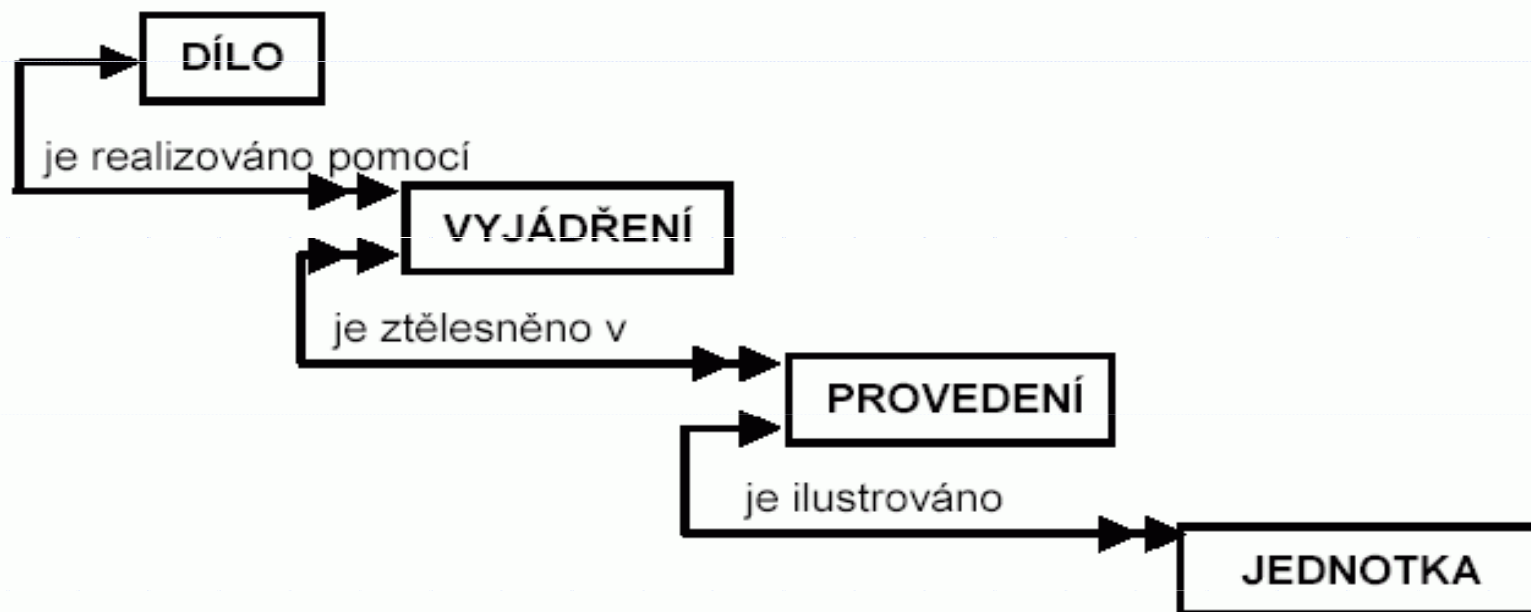 DÍLO
je realizováno pomocí
VYJÁDŘENÍ
je ztělesněno v
PROVEDENÍ
je ilustrováno
JEDNOTKA